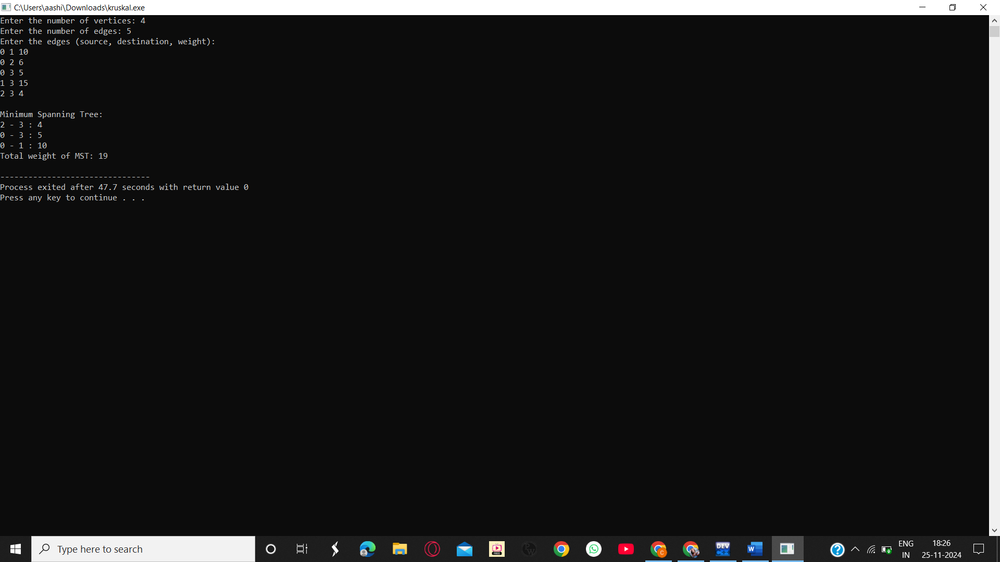 C:\Users\aashi\Downloads\kruskal.exe
Enter the number of vertices: 4
Enter the number of edges: 5
Enter the edges (source, destination, weight):
0 1 10
0 2 6
0 3 5
1 3 15
2 3 4
Minimum Spanning Tree:
2 - 3 : 4
0 - 3 : 5
0 - 1 : 10
Total weight of MST: 19
--------------------------------
Process exited after 47.7 seconds with return value 0
Press any key to continue . . .
Type here to search
FREE
PW
C
DEV
C++
W
ENG
IN
18:26
25-11-2024